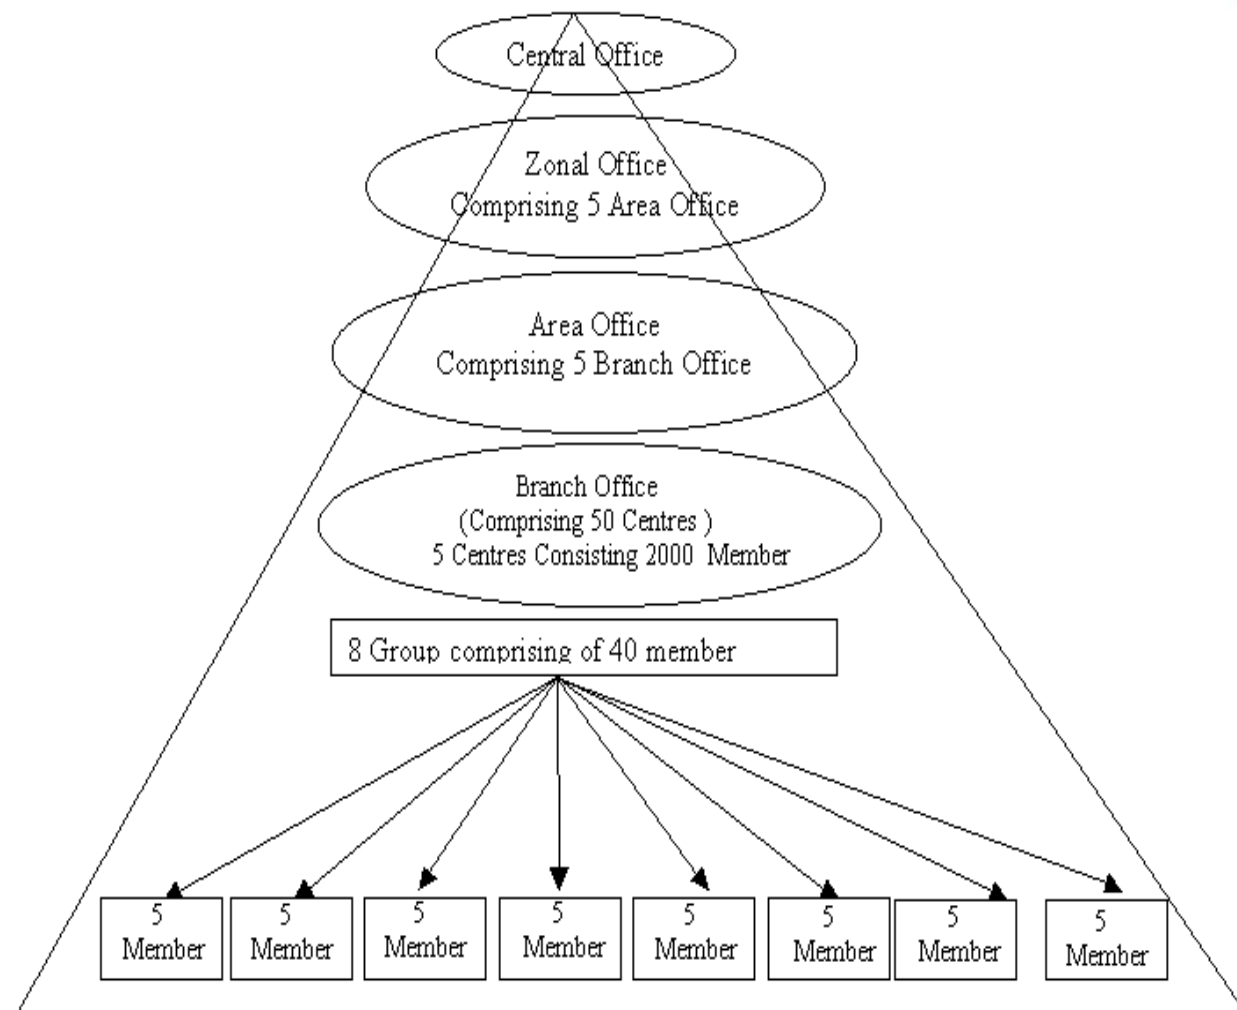 Central Office
Zonal Office
Comprising 5 Area Office
Area Office
Comprising 5 Branch Office
Branch Office
(Comprising 50 Centres )
5 Centres Consisting 2000 Member
8 Group comprising of 40 member
5
Member
5
Member
5
Member
5
Member
5
Member
5
Member
5
Member
5
Member